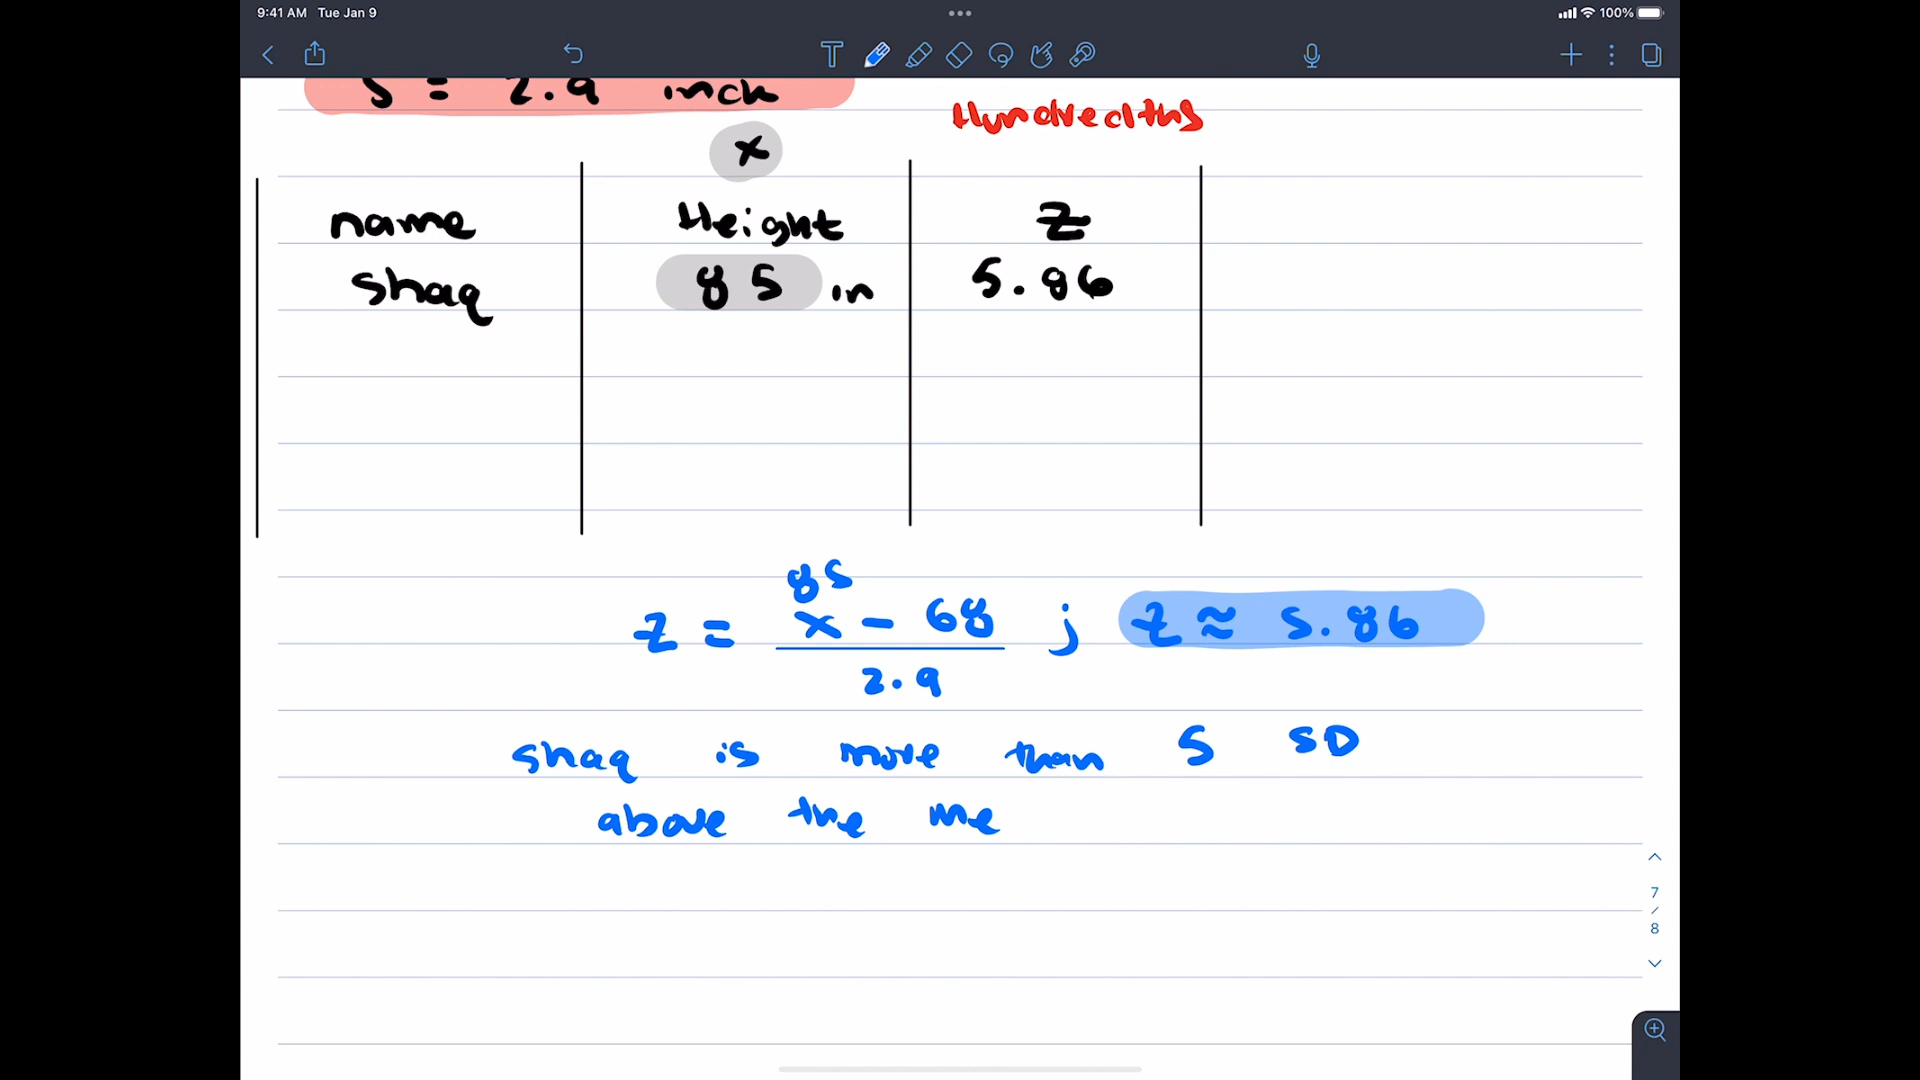 9:41 AM Tue Jan 9
100%
s = 2.9 inch
Hundredths
x
name Height z
shaq 85 in 5.86
85
z = x - 68 ; z ≈ 5.86
2.9
shaq is more than 5 SD
above the me
7
/
8